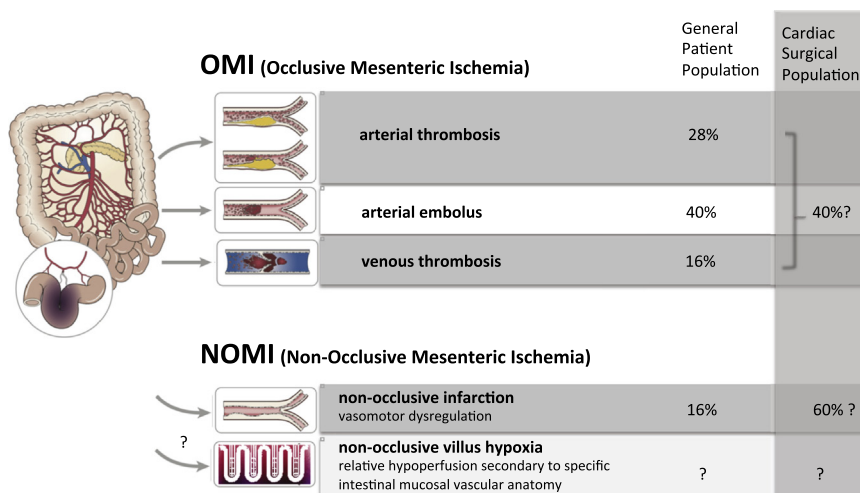 General
Patient
Population
Cardiac
Surgical
Population
OMI (Occlusive Mesenteric Ischemia)
arterial thrombosis 28%
arterial embolus 40% 40%?
venous thrombosis 16%
NOMI (Non-Occlusive Mesenteric Ischemia)
non-occlusive infarction
vasomotor dysregulation
16% 60% ?
?
non-occlusive villus hypoxia
relative hypoperfusion secondary to specific
intestinal mucosal vascular anatomy
? ?